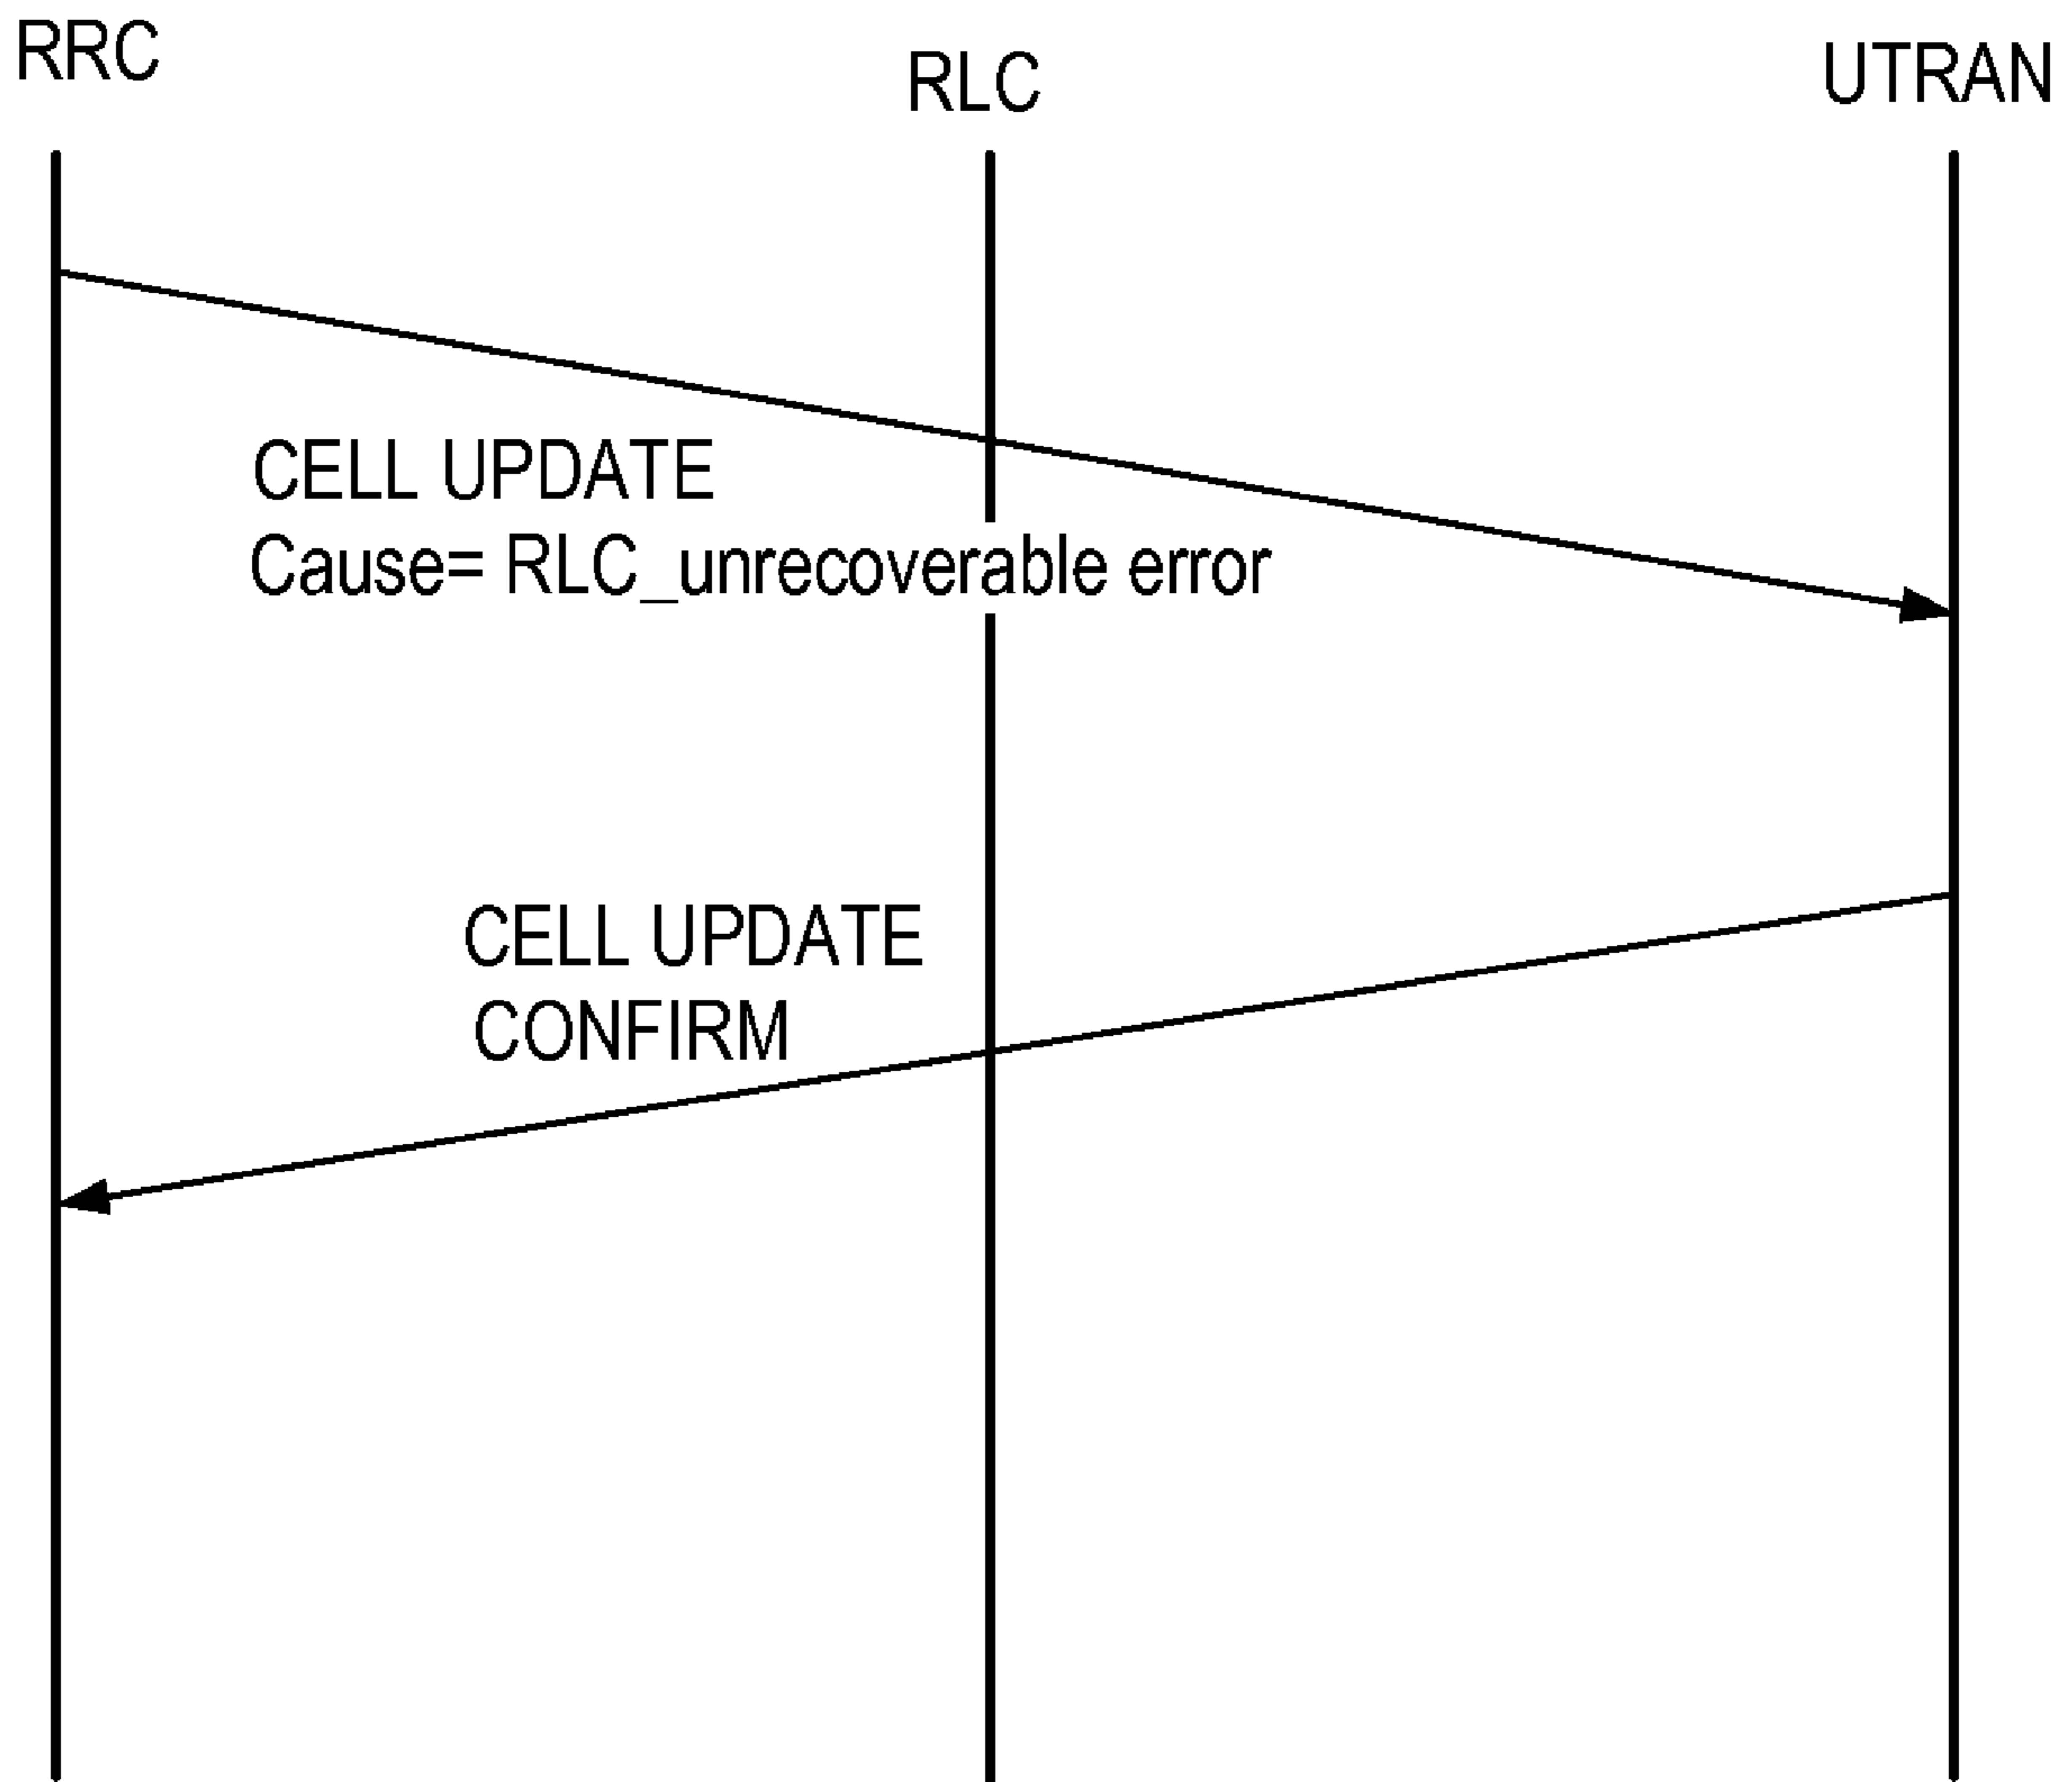 RRC
RLC
UTRAN
CELL UPDATE
Cause= RLC_unrecoverable error
CELL UPDATE
CONFIRM